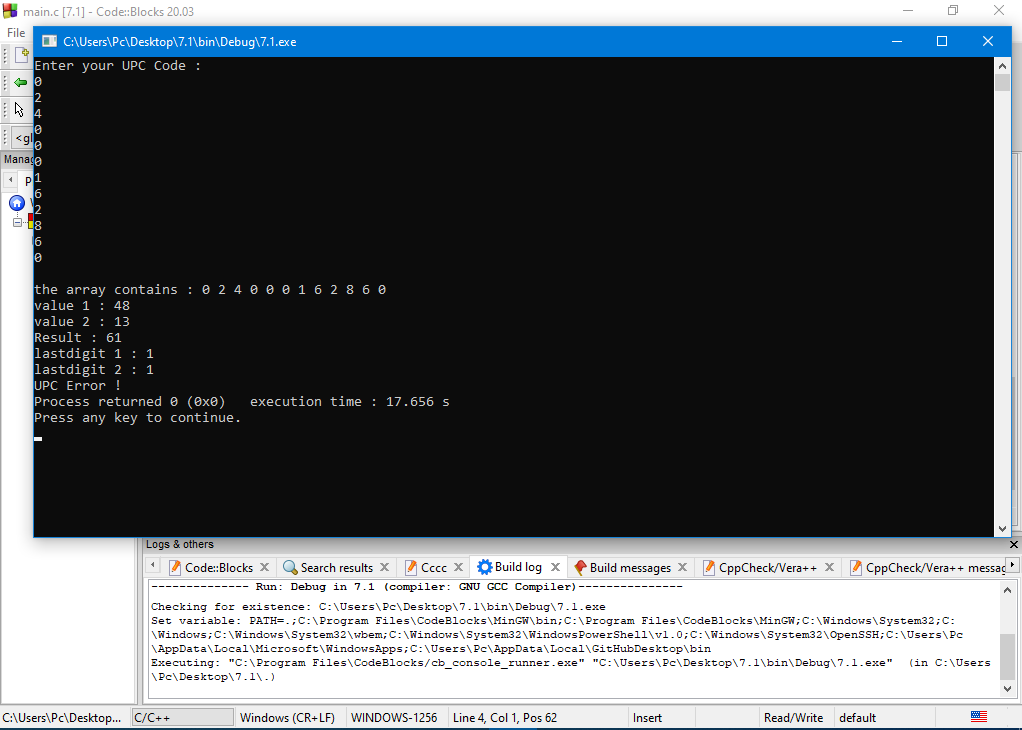 main.c [7.1] - Code::Blocks 20.03
File
C:\Users\Pc\Desktop\7.1\bin\Debug\7.1.exe
Enter your UPC Code :
0
2
4
0
0
0
1
6
2
8
6
0
the array contains : 0 2 4 0 0 0 1 6 2 8 6 0
value 1 : 48
value 2 : 13
Result : 61
lastdigit 1 : 1
lastdigit 2 : 1
UPC Error !
Process returned 0 (0x0)   execution time : 17.656 s
Press any key to continue.
<gl
Manag
P
Logs & others
Code::Blocks
Search results
Cccc
Build log
Build messages
CppCheck/Vera++
CppCheck/Vera++ messag
-------------- Run: Debug in 7.1 (compiler: GNU GCC Compiler)---------------
Checking for existence: C:\Users\Pc\Desktop\7.1\bin\Debug\7.1.exe
Set variable: PATH=.;C:\Program Files\CodeBlocks\MinGW\bin;C:\Program Files\CodeBlocks\MinGW;C:\Windows\System32;C:
\Windows;C:\Windows\System32\wbem;C:\Windows\System32\WindowsPowerShell\v1.0;C:\Windows\System32\OpenSSH;C:\Users\Pc
\AppData\Local\Microsoft\WindowsApps;C:\Users\Pc\AppData\Local\GitHubDesktop\bin
Executing: "C:\Program Files\CodeBlocks/cb_console_runner.exe" "C:\Users\Pc\Desktop\7.1\bin\Debug\7.1.exe"  (in C:\Users
\Pc\Desktop\7.1\.)
C:\Users\Pc\Desktop...
C/C++
Windows (CR+LF)
WINDOWS-1256
Line 4, Col 1, Pos 62
Insert
Read/Write
default